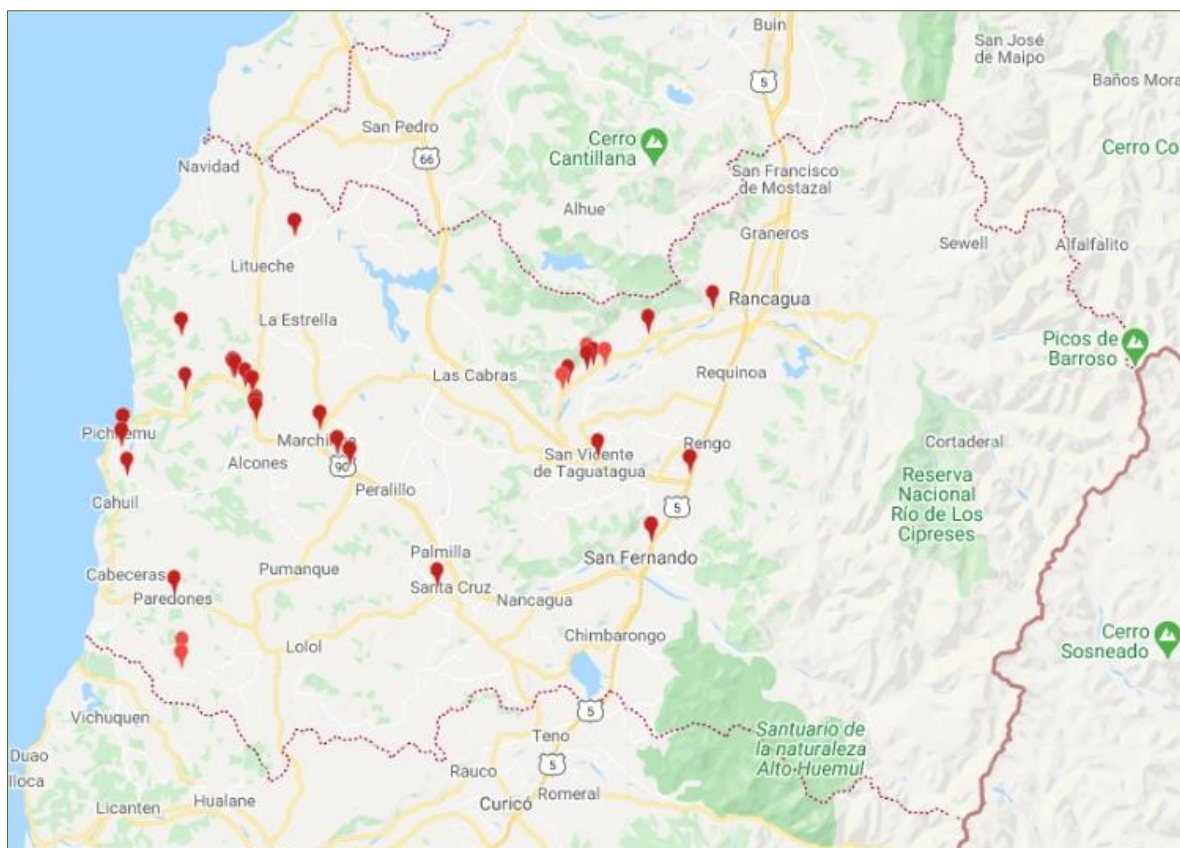 Buin
San José
de Maipo
5
Baños Mora
San Pedro
Cerro
Cantillana
Cerro Co
66
Navidad
San Francisco
de Mostazal
Alhue
Graneros
Sewell
Alfalfalito
Litueche
Rancagua
La Estrella
Picos de
Barroso
Las Cabras
Requinoa
Pichilemu
Marchihue
Alcones
90
San Vicente
de Taguatagua
Rengo
Cortaderal
Peralillo
Reserva
Nacional
Río de Los
Cipreses
Cahuil
5
Palmilla
San Fernando
Cabeceras
Pumanque
Santa Cruz
Paredones
Nancagua
Chimbarongo
Lolol
Cerro
Sosneado
Vichuquen
5
Santuario de
la naturaleza
Alto Huemul
Teno
Duao
lloca
Rauco
5
Romeral
Hualane
Licanten
Curicó